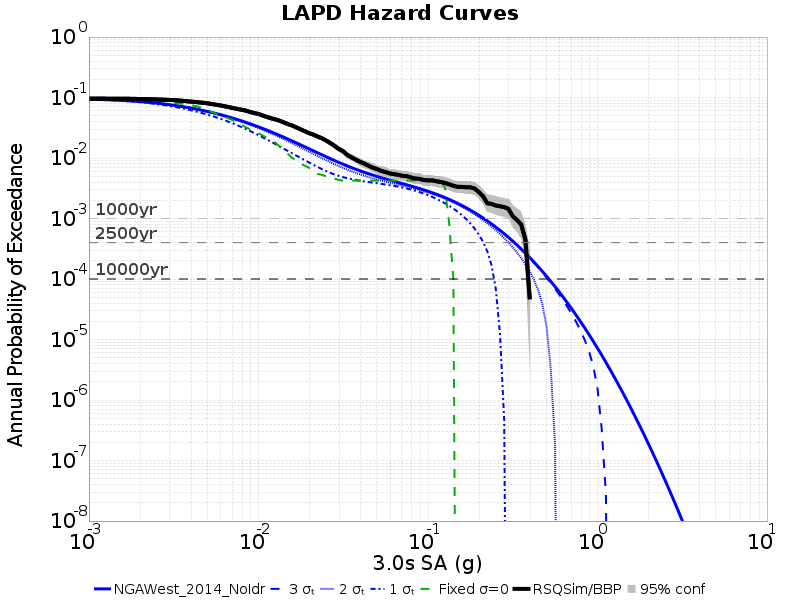 LAPD Hazard Curves
Annual Probability of Exceedance
10^0
10^-1
10^-2
10^-3
10^-4
10^-5
10^-6
10^-7
10^-8
1000yr
2500yr
10000yr
10^-3 10^-2 10^-1 10^0 10^1
3.0s SA (g)
NGAWest_2014_NoIdr 3 σₜ 2 σₜ 1 σₜ Fixed σ=0 RSQSim/BBP 95% conf